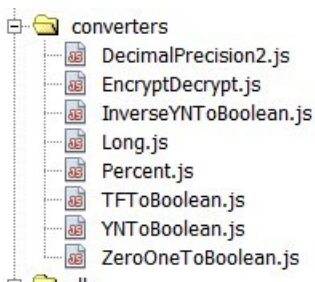 converters
DecimalPrecision2.js
EncryptDecrypt.js
InverseYNToBoolean.js
Long.js
Percent.js
TFToBoolean.js
YNToBoolean.js
ZeroOneToBoolean.js